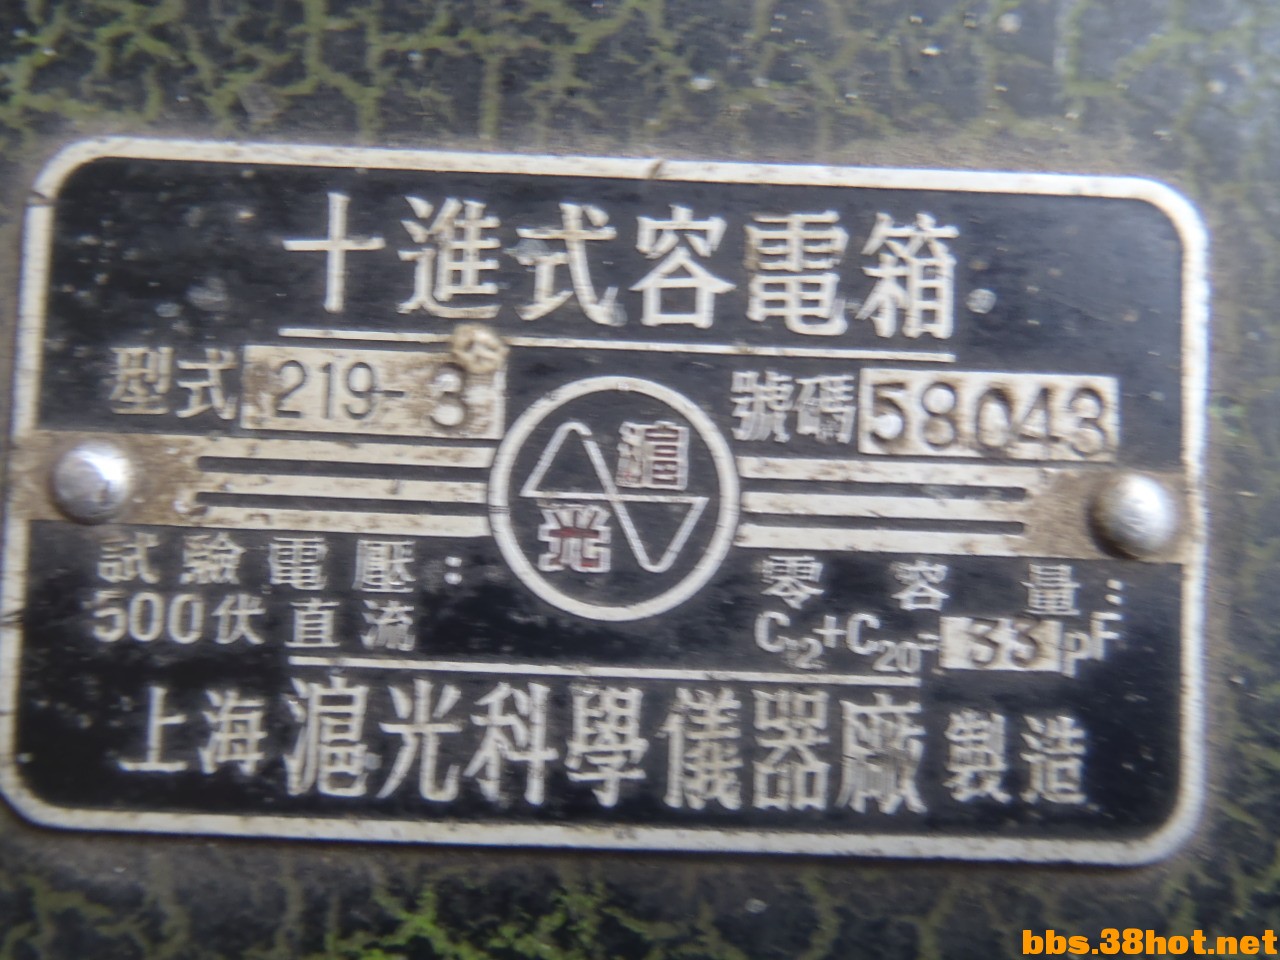 十進式容電箱
型式 219-3
號碼 58043
滬光
試驗電壓:
500伏直流
零容量:
C₁₂+C₂₀=33pF
上海滬光科學儀器廠製造
bbs.38hot.net